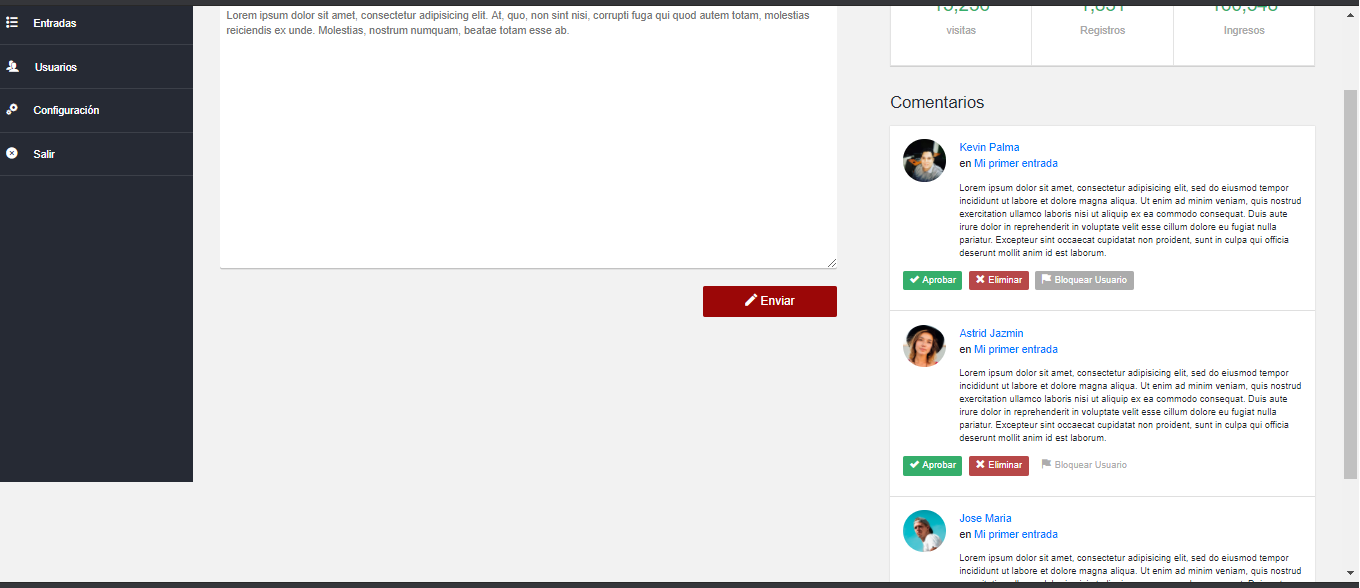 Entradas
Usuarios
Configuración
Salir
Lorem ipsum dolor sit amet, consectetur adipisicing elit. At, quo, non sint nisi, corrupti fuga qui quod autem totam, molestias
reiciendis ex unde. Molestias, nostrum numquam, beatae totam esse ab.
Enviar
visitas
Registros
Ingresos
Comentarios
Kevin Palma
en Mi primer entrada
Lorem ipsum dolor sit amet, consectetur adipisicing elit, sed do eiusmod tempor
incididunt ut labore et dolore magna aliqua. Ut enim ad minim veniam, quis nostrud
exercitation ullamco laboris nisi ut aliquip ex ea commodo consequat. Duis aute
irure dolor in reprehenderit in voluptate velit esse cillum dolore eu fugiat nulla
pariatur. Excepteur sint occaecat cupidatat non proident, sunt in culpa qui officia
deserunt mollit anim id est laborum.
Aprobar Eliminar Bloquear Usuario
Astrid Jazmin
en Mi primer entrada
Lorem ipsum dolor sit amet, consectetur adipisicing elit, sed do eiusmod tempor
incididunt ut labore et dolore magna aliqua. Ut enim ad minim veniam, quis nostrud
exercitation ullamco laboris nisi ut aliquip ex ea commodo consequat. Duis aute
irure dolor in reprehenderit in voluptate velit esse cillum dolore eu fugiat nulla
pariatur. Excepteur sint occaecat cupidatat non proident, sunt in culpa qui officia
deserunt mollit anim id est laborum.
Aprobar Eliminar Bloquear Usuario
Jose Maria
en Mi primer entrada
Lorem ipsum dolor sit amet, consectetur adipisicing elit, sed do eiusmod tempor
incididunt ut labore et dolore magna aliqua. Ut enim ad minim veniam, quis nostrud